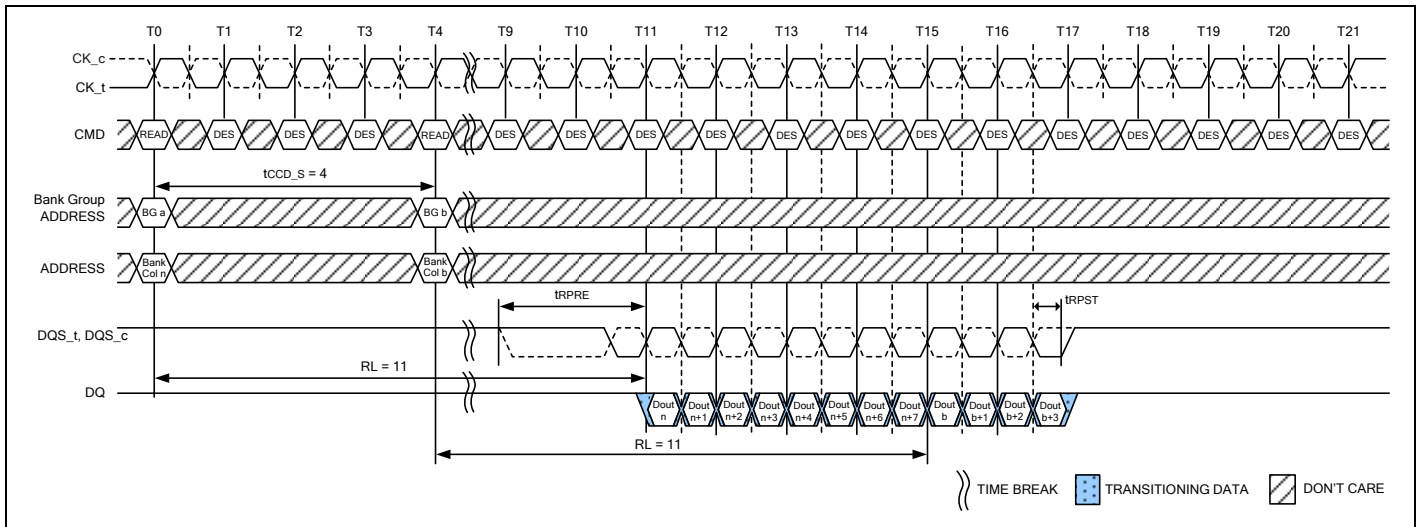 T0 T1 T2 T3 T4 T9 T10 T11 T12 T13 T14 T15 T16 T17 T18 T19 T20 T21
CK_c
CK_t
CMD READ DES DES DES READ DES DES DES DES DES DES DES DES DES DES DES DES DES
tCCD_S = 4
Bank Group
ADDRESS
BG a BG b
ADDRESS
Bank
Col n
Bank
Col b
tRPRE tRPST
DQS_t, DQS_c
RL = 11
DQ
Dout
n
Dout
n+1
Dout
n+2
Dout
n+3
Dout
n+4
Dout
n+5
Dout
n+6
Dout
n+7
Dout
b
Dout
b+1
Dout
b+2
Dout
b+3
RL = 11
TIME BREAK TRANSITIONING DATA DON'T CARE